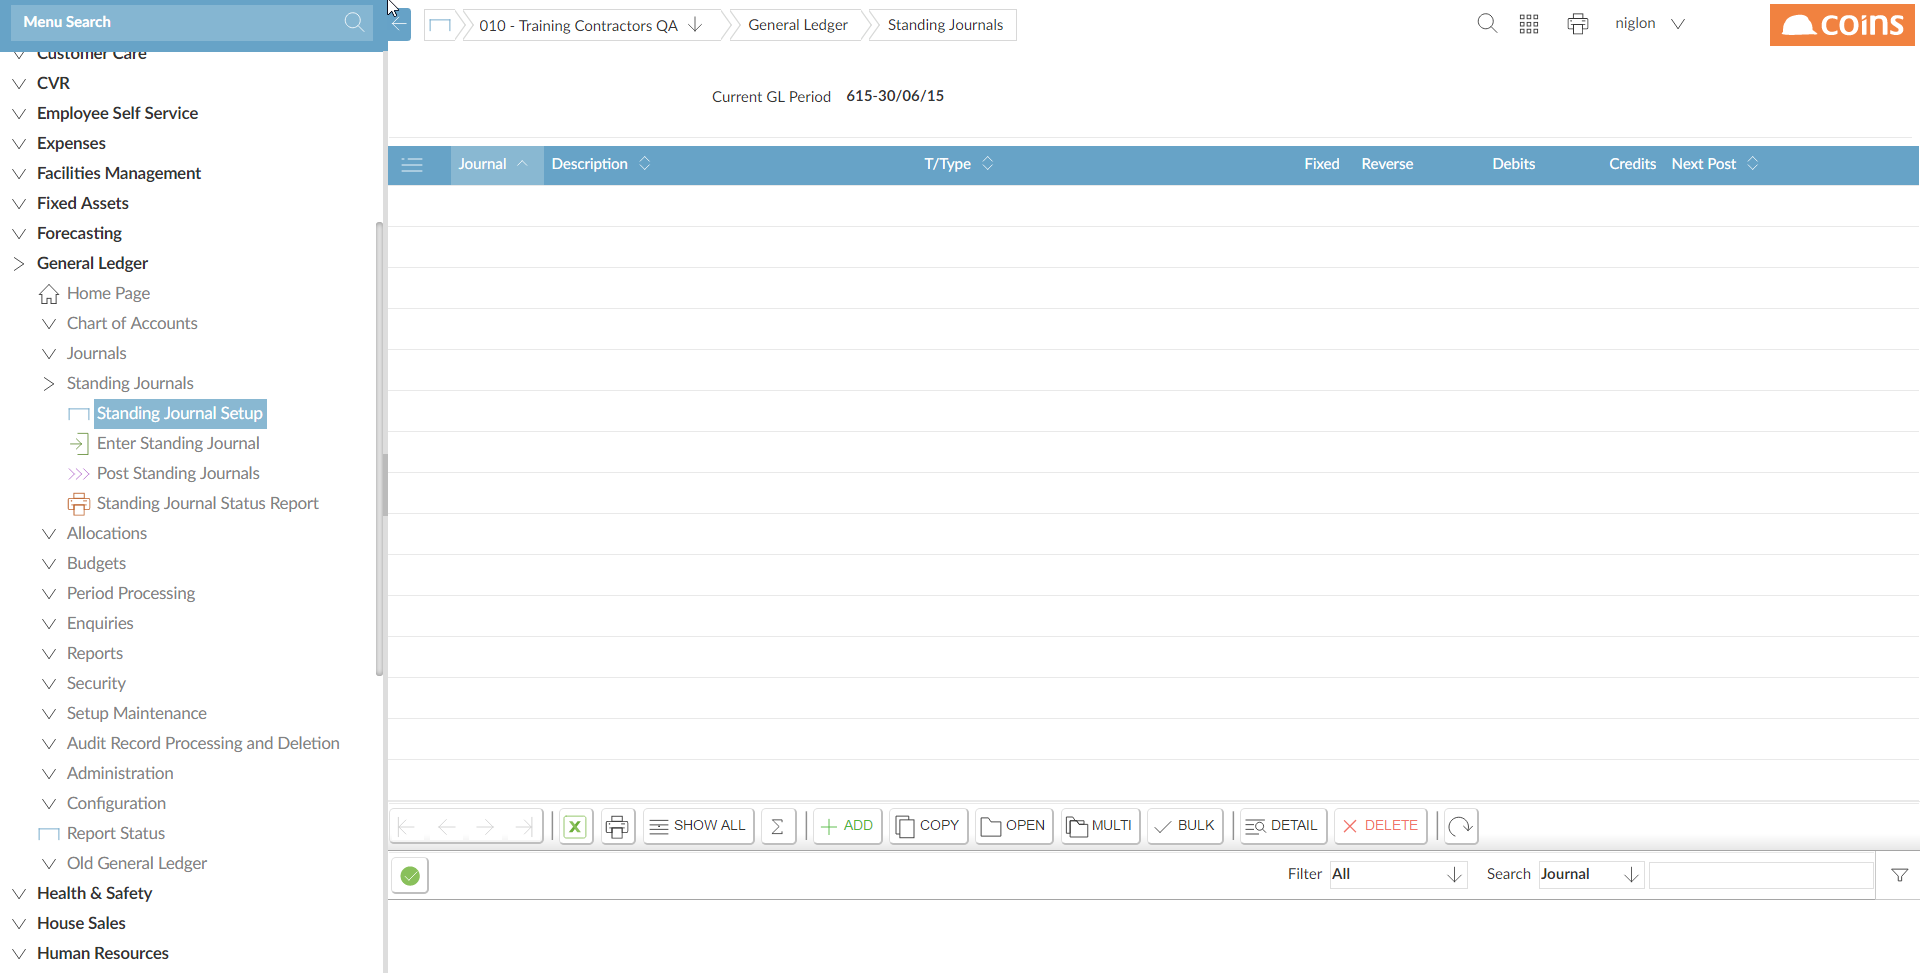 Menu Search
010 - Training Contractors QA
General Ledger
Standing Journals
niglon
coins
Customer Care
CVR
Employee Self Service
Expenses
Facilities Management
Fixed Assets
Forecasting
General Ledger
Home Page
Chart of Accounts
Journals
Standing Journals
Standing Journal Setup
Enter Standing Journal
Post Standing Journals
Standing Journal Status Report
Allocations
Budgets
Period Processing
Enquiries
Reports
Security
Setup Maintenance
Audit Record Processing and Deletion
Administration
Configuration
Report Status
Old General Ledger
Health & Safety
House Sales
Human Resources
Current GL Period 615-30/06/15
Journal Description T/Type Fixed Reverse Debits Credits Next Post
SHOW ALL Σ ADD COPY OPEN MULTI BULK DETAIL DELETE
Filter All Search Journal